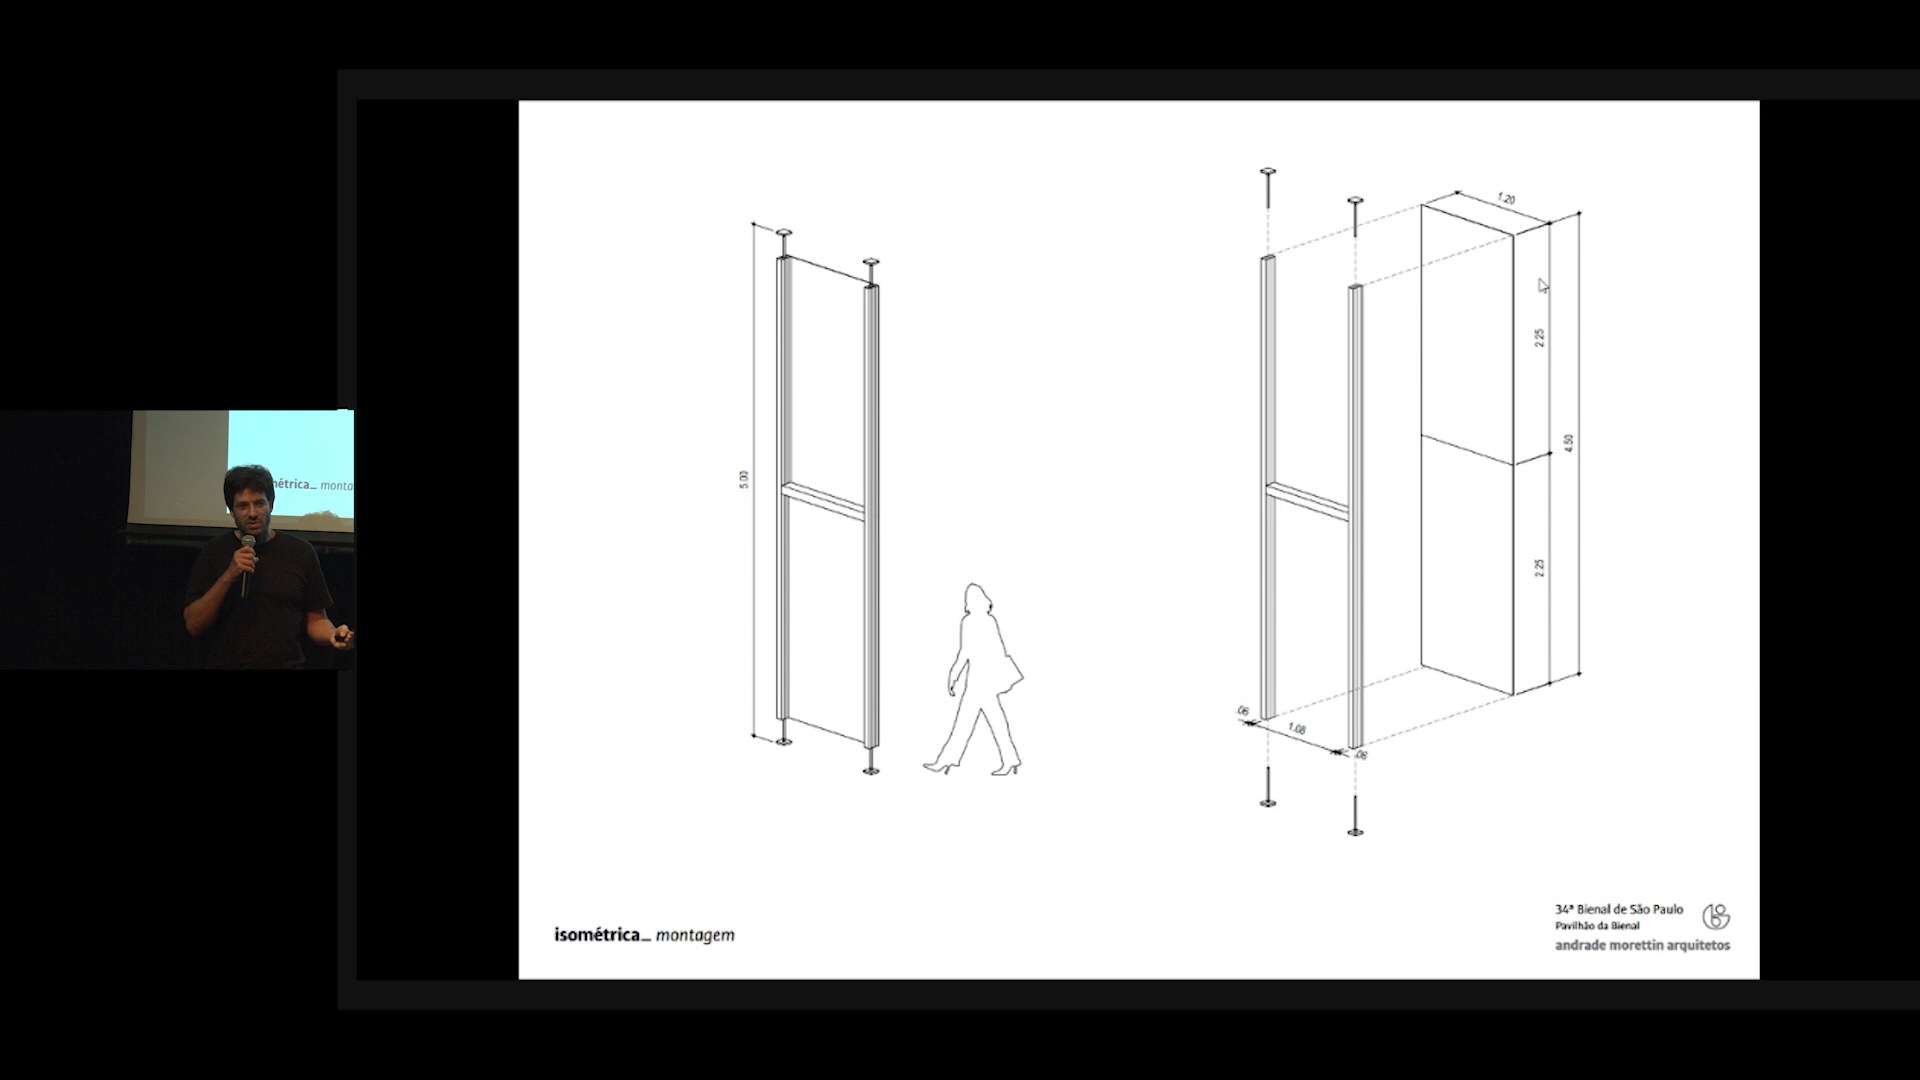 5.00
1.20
2.25
4.50
2.25
.06
1.08
.06
isométrica_ montagem
34ª Bienal de São Paulo
Pavilhão da Bienal
andrade morettin arquitetos
étrica_ monta